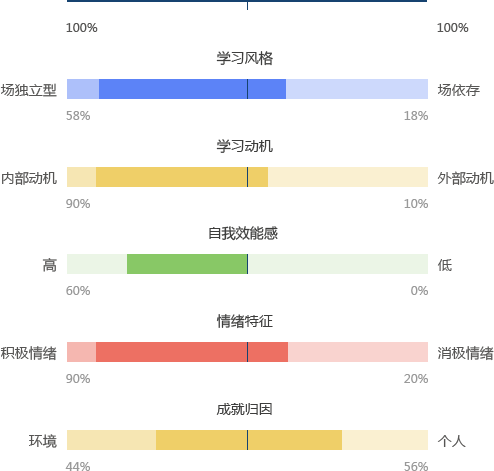 100% 100%
学习风格
场独立型 场依存
58% 18%
学习动机
内部动机 外部动机
90% 10%
自我效能感
高 低
60% 0%
情绪特征
积极情绪 消极情绪
90% 20%
成就归因
环境 个人
44% 56%